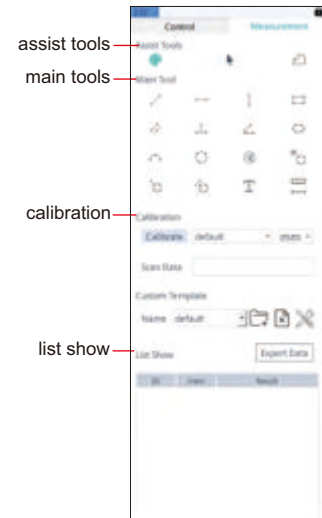 Control Measurement
assist tools Assist Tools
main tools Main Tool
T
calibration Calibration
Calibrate default mm
Scan Data
Custom Template
Name default
list show List Show Export Data
ID Item Result